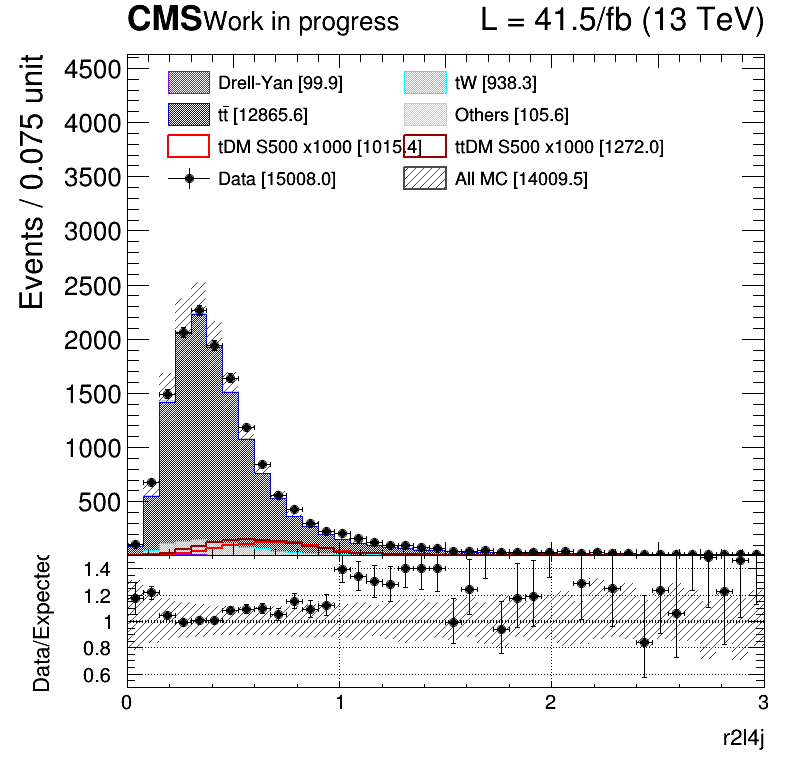 CMS Work in progress L = 41.5/fb (13 TeV)
Events / 0.075 unit
4500
4000
3500
3000
2500
2000
1500
1000
500
Drell-Yan [99.9]
tW [938.3]
tt̄ [12865.6]
Others [105.6]
tDM S500 x1000 [1015.4]
ttDM S500 x1000 [1272.0]
Data [15008.0]
All MC [14009.5]
Data/Expected
1.4
1.2
1
0.8
0.6
0 1 2 3
r2l4j